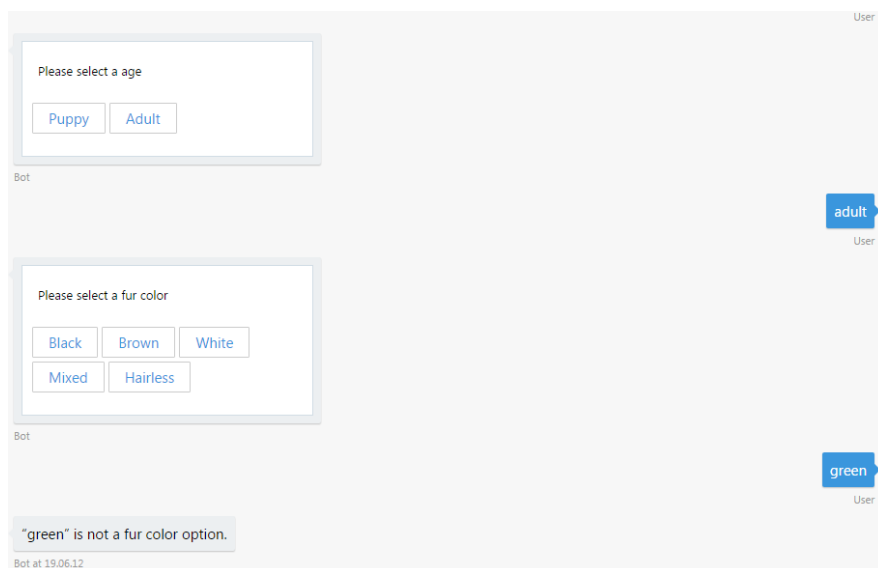 User
Please select a age
Puppy Adult
Bot
adult
User
Please select a fur color
Black Brown White
Mixed Hairless
Bot
green
User
“green” is not a fur color option.
Bot at 19.06.12